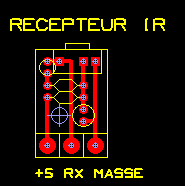 RECEPTEUR IR
+5 RX MASSE